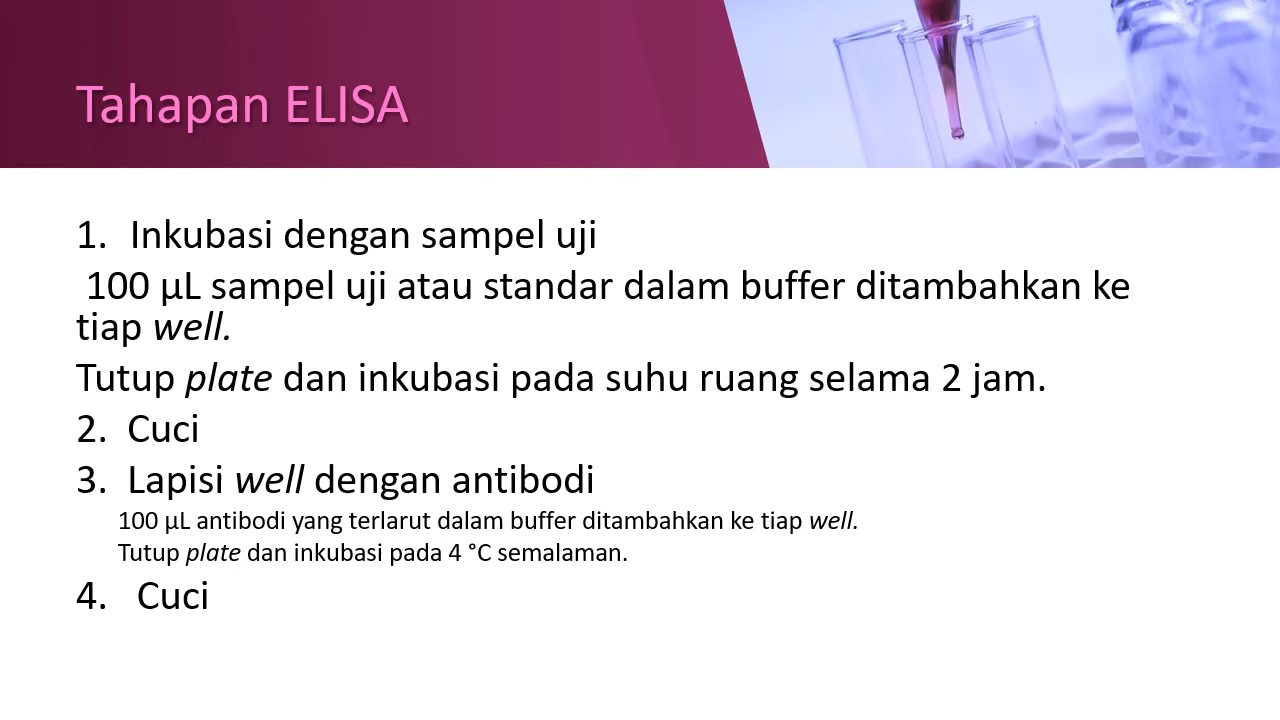 Tahapan ELISA
1. Inkubasi dengan sampel uji
100 µL sampel uji atau standar dalam buffer ditambahkan ke
tiap well.
Tutup plate dan inkubasi pada suhu ruang selama 2 jam.
2. Cuci
3. Lapisi well dengan antibodi
100 µL antibodi yang terlarut dalam buffer ditambahkan ke tiap well.
Tutup plate dan inkubasi pada 4 °C semalaman.
4. Cuci